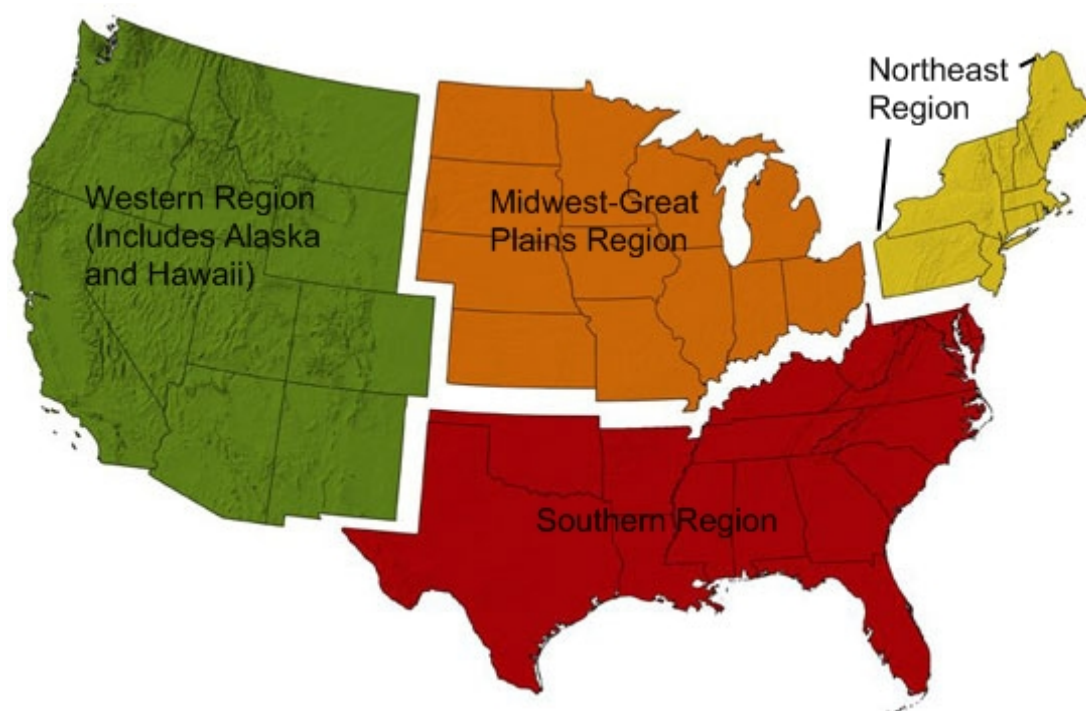 Northeast
Region
Western Region
(Includes Alaska
and Hawaii)
Midwest-Great
Plains Region
Southern Region